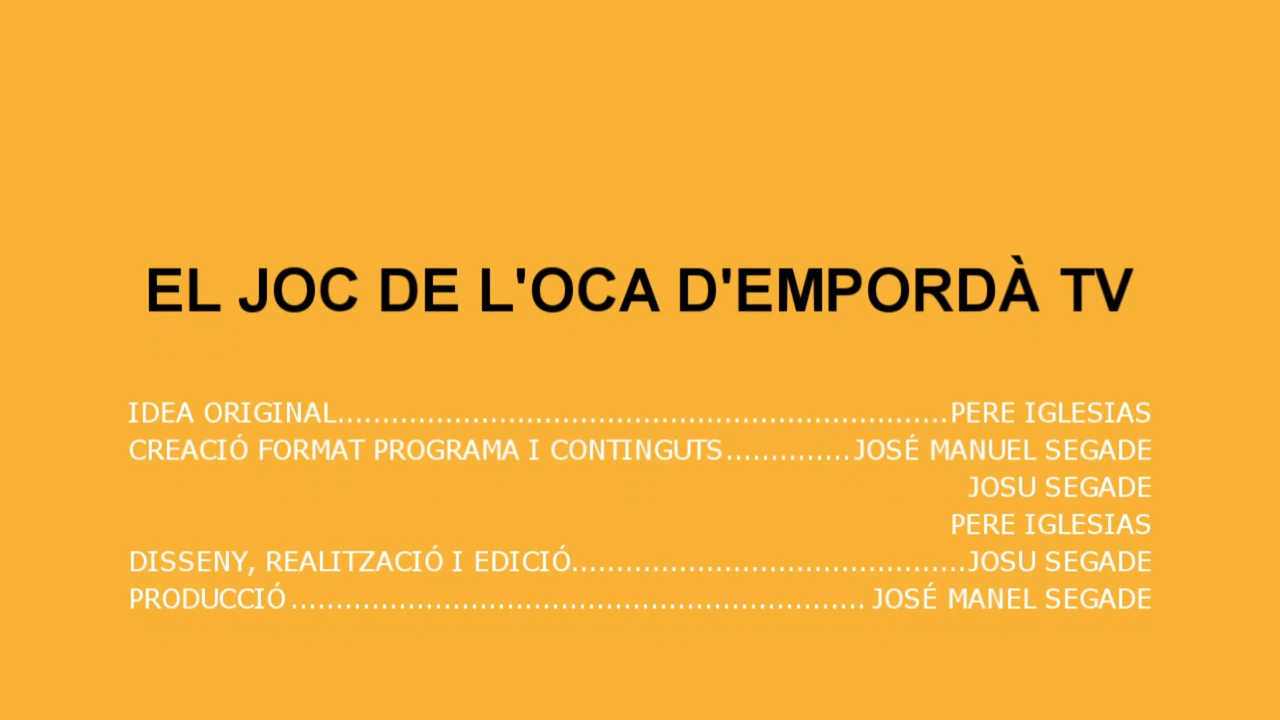 EL JOC DE L'OCA D'EMPORDÀ TV
IDEA ORIGINAL....................................................................PERE IGLESIAS
CREACIÓ FORMAT PROGRAMA I CONTINGUTS..............JOSÉ MANUEL SEGADE
JOSU SEGADE
PERE IGLESIAS
DISSENY, REALITZACIÓ I EDICIÓ............................................JOSU SEGADE
PRODUCCIÓ................................................................JOSÉ MANEL SEGADE